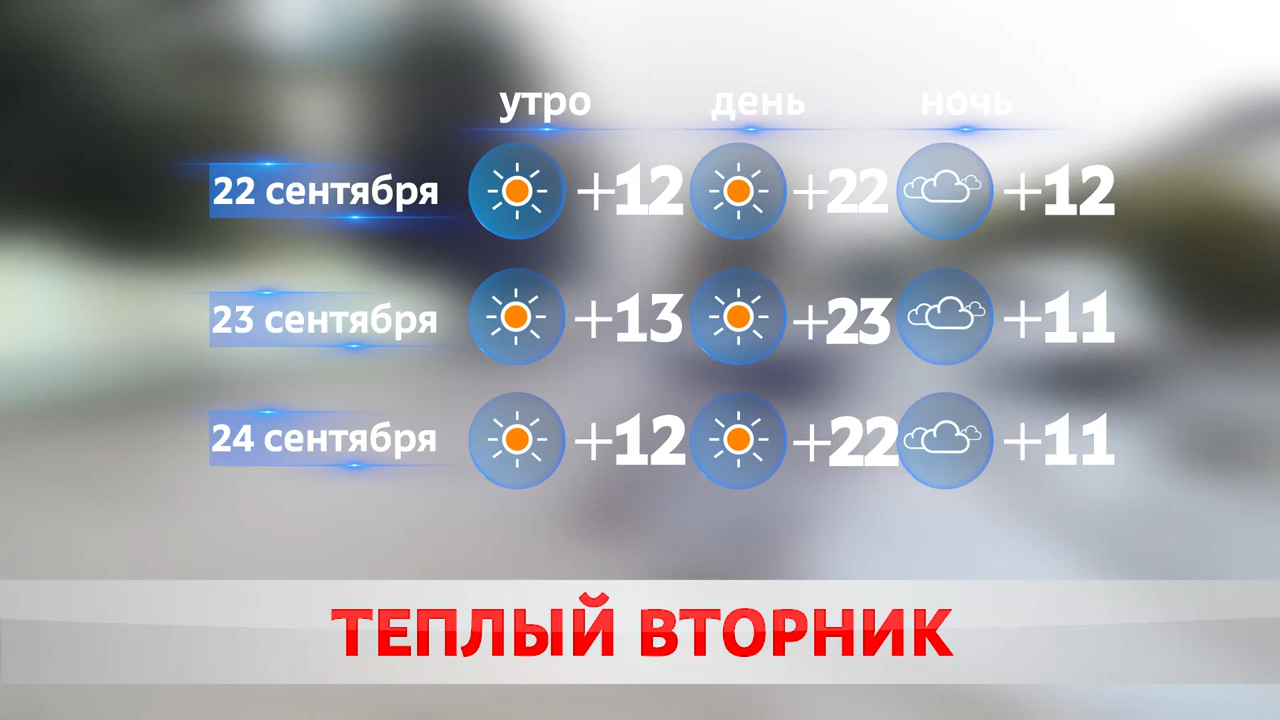 утро день ночь
22 сентября +12 +22 +12
23 сентября +13 +23 +11
24 сентября +12 +22 +11
ТЕПЛЫЙ ВТОРНИК